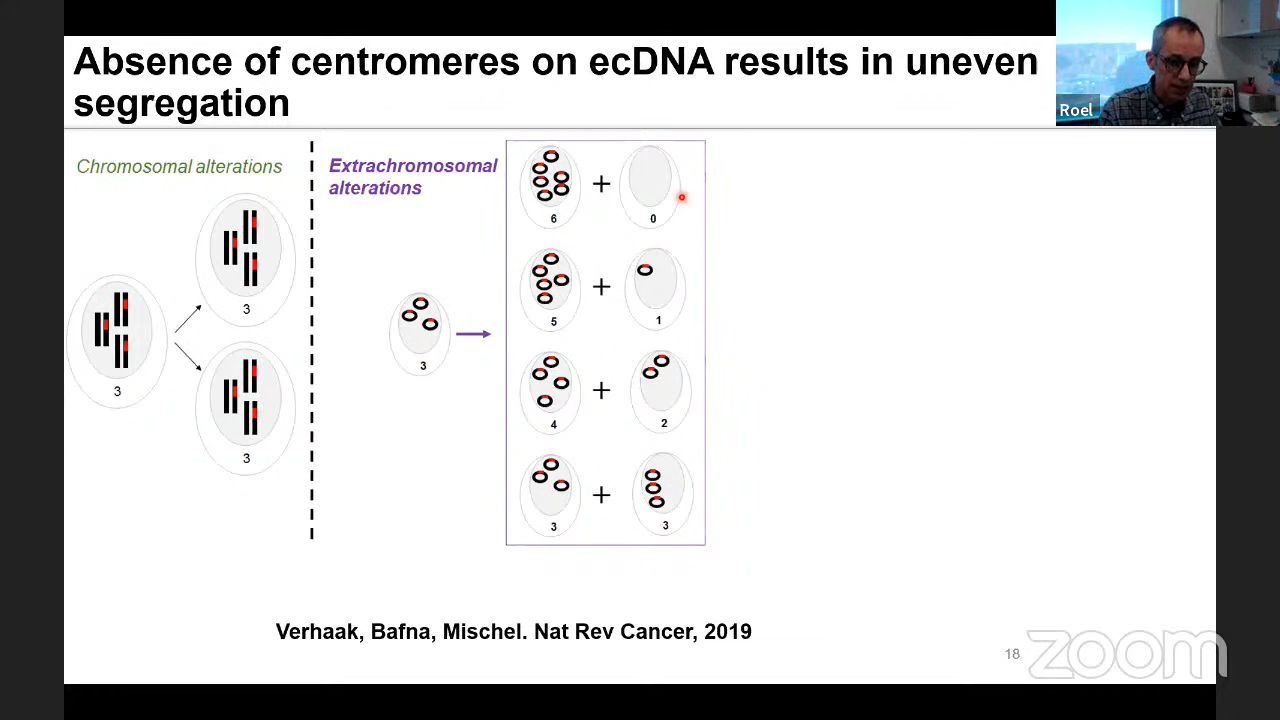 Absence of centromeres on ecDNA results in uneven
segregation
Roel
Chromosomal alterations
Extrachromosomal
alterations
3
3
3
3
6 + 0
5 + 1
4 + 2
3 + 3
Verhaak, Bafna, Mischel. Nat Rev Cancer, 2019
18
zoom